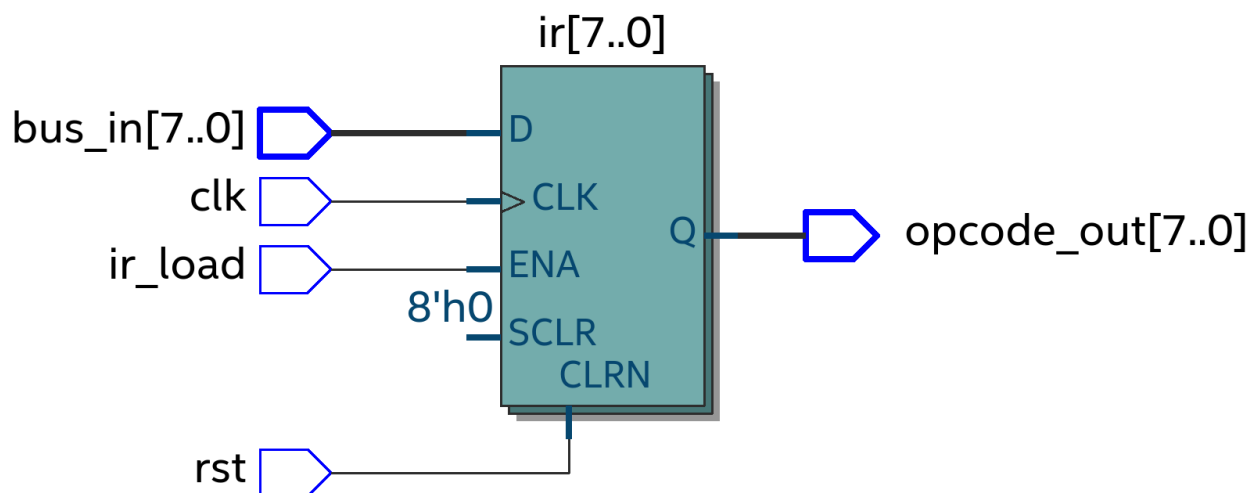 ir[7..0]
bus_in[7..0]
D
clk
CLK
Q
opcode_out[7..0]
ir_load
ENA
8'h0
SCLR
CLRN
rst